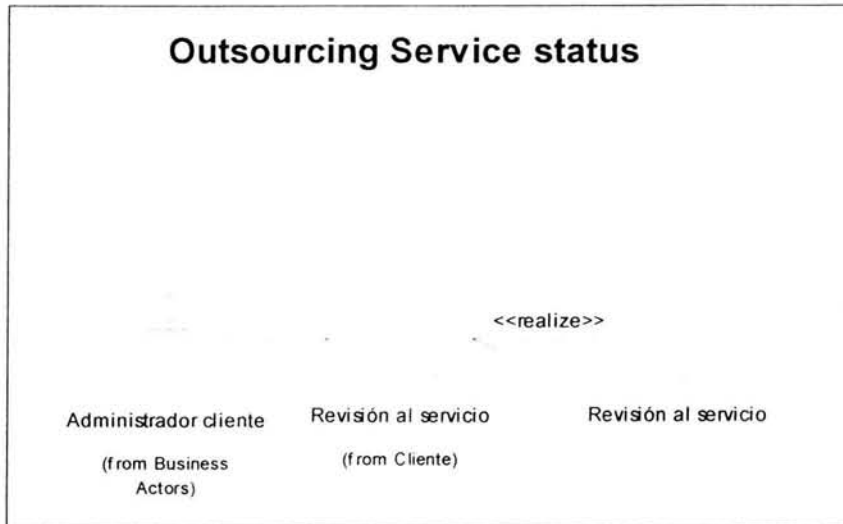 Outsourcing Service status
<<realize>>
Administrador cliente
(from Business
Actors)
Revisión al servicio
(from Cliente)
Revisión al servicio